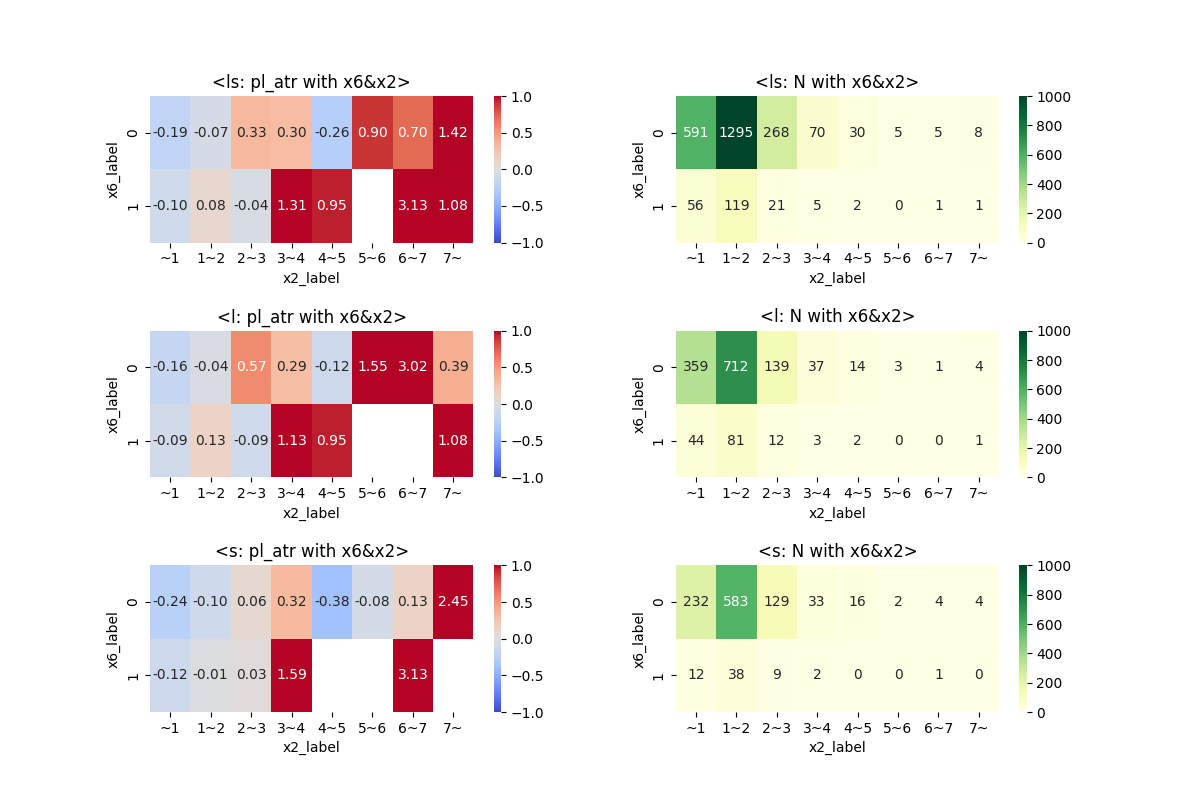 <ls: pl_atr with x6&x2>
x6_label
0 -0.19 -0.07 0.33 0.30 -0.26 0.90 0.70 1.42
1 -0.10 0.08 -0.04 1.31 0.95 3.13 1.08
~1 1~2 2~3 3~4 4~5 5~6 6~7 7~
x2_label
1.0
0.5
0.0
−0.5
−1.0
<ls: N with x6&x2>
x6_label
0 591 1295 268 70 30 5 5 8
1 56 119 21 5 2 0 1 1
~1 1~2 2~3 3~4 4~5 5~6 6~7 7~
x2_label
1000
800
600
400
200
0
<l: pl_atr with x6&x2>
x6_label
0 -0.16 -0.04 0.57 0.29 -0.12 1.55 3.02 0.39
1 -0.09 0.13 -0.09 1.13 0.95 1.08
~1 1~2 2~3 3~4 4~5 5~6 6~7 7~
x2_label
1.0
0.5
0.0
−0.5
−1.0
<l: N with x6&x2>
x6_label
0 359 712 139 37 14 3 1 4
1 44 81 12 3 2 0 0 1
~1 1~2 2~3 3~4 4~5 5~6 6~7 7~
x2_label
1000
800
600
400
200
0
<s: pl_atr with x6&x2>
x6_label
0 -0.24 -0.10 0.06 0.32 -0.38 -0.08 0.13 2.45
1 -0.12 -0.01 0.03 1.59 3.13
~1 1~2 2~3 3~4 4~5 5~6 6~7 7~
x2_label
1.0
0.5
0.0
−0.5
−1.0
<s: N with x6&x2>
x6_label
0 232 583 129 33 16 2 4 4
1 12 38 9 2 0 0 1 0
~1 1~2 2~3 3~4 4~5 5~6 6~7 7~
x2_label
1000
800
600
400
200
0